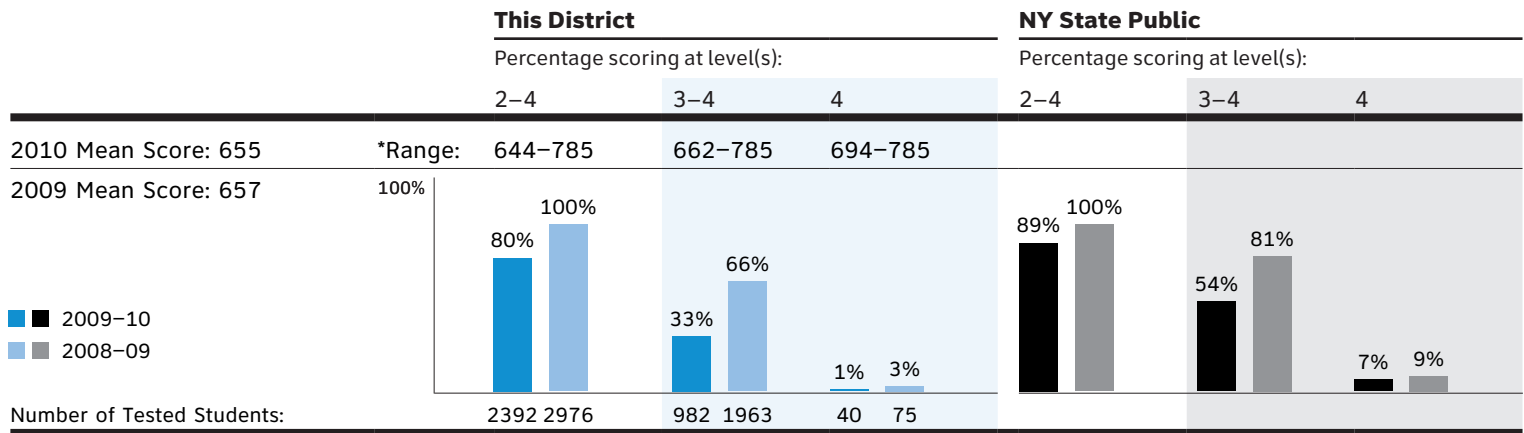 This District NY State Public
Percentage scoring at level(s): Percentage scoring at level(s):
2–4 3–4 4 2–4 3–4 4
2010 Mean Score: 655 *Range: 644–785 662–785 694–785
2009 Mean Score: 657 100%
80% 100% 66% 33% 1% 3% 89% 100% 81% 54% 7% 9%
2009–10
2008–09
Number of Tested Students: 2392 2976 982 1963 40 75